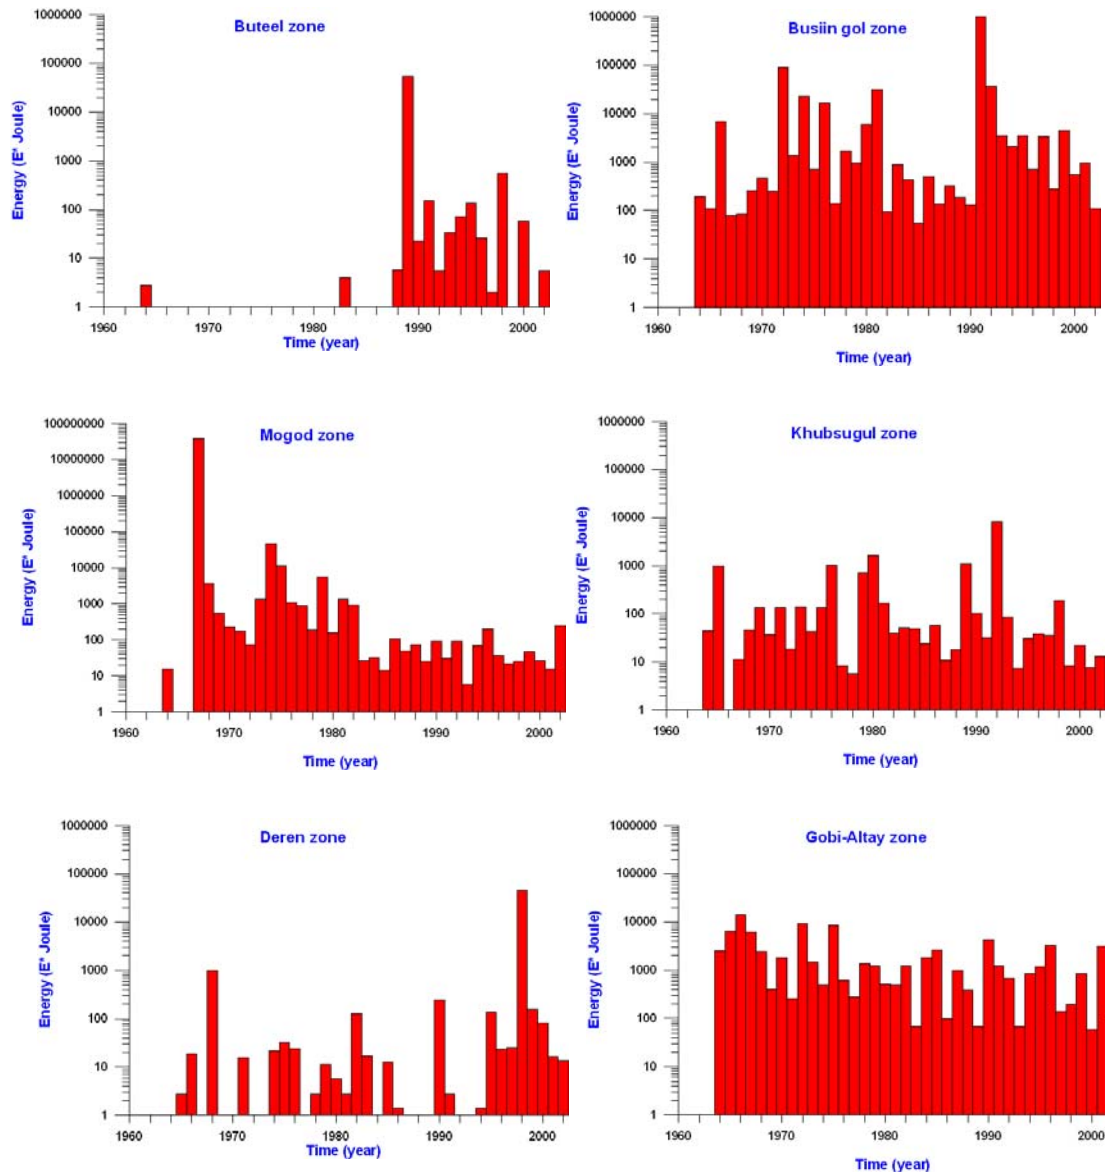 Buteel zone
Energy (E* Joule)
1000000
100000
10000
1000
100
10
1
1960 1970 1980 1990 2000
Time (year)
Busiin gol zone
Energy (E* Joule)
1000000
100000
10000
1000
100
10
1
1960 1970 1980 1990 2000
Time (year)
Mogod zone
Energy (E* Joule)
100000000
10000000
1000000
100000
10000
1000
100
10
1
1960 1970 1980 1990 2000
Time (year)
Khubsugul zone
Energy (E* Joule)
1000000
100000
10000
1000
100
10
1
1960 1970 1980 1990 2000
Time (year)
Deren zone
Energy (E* Joule)
1000000
100000
10000
1000
100
10
1
1960 1970 1980 1990 2000
Time (year)
Gobi-Altay zone
Energy (E* Joule)
1000000
100000
10000
1000
100
10
1
1960 1970 1980 1990 2000
Time (year)